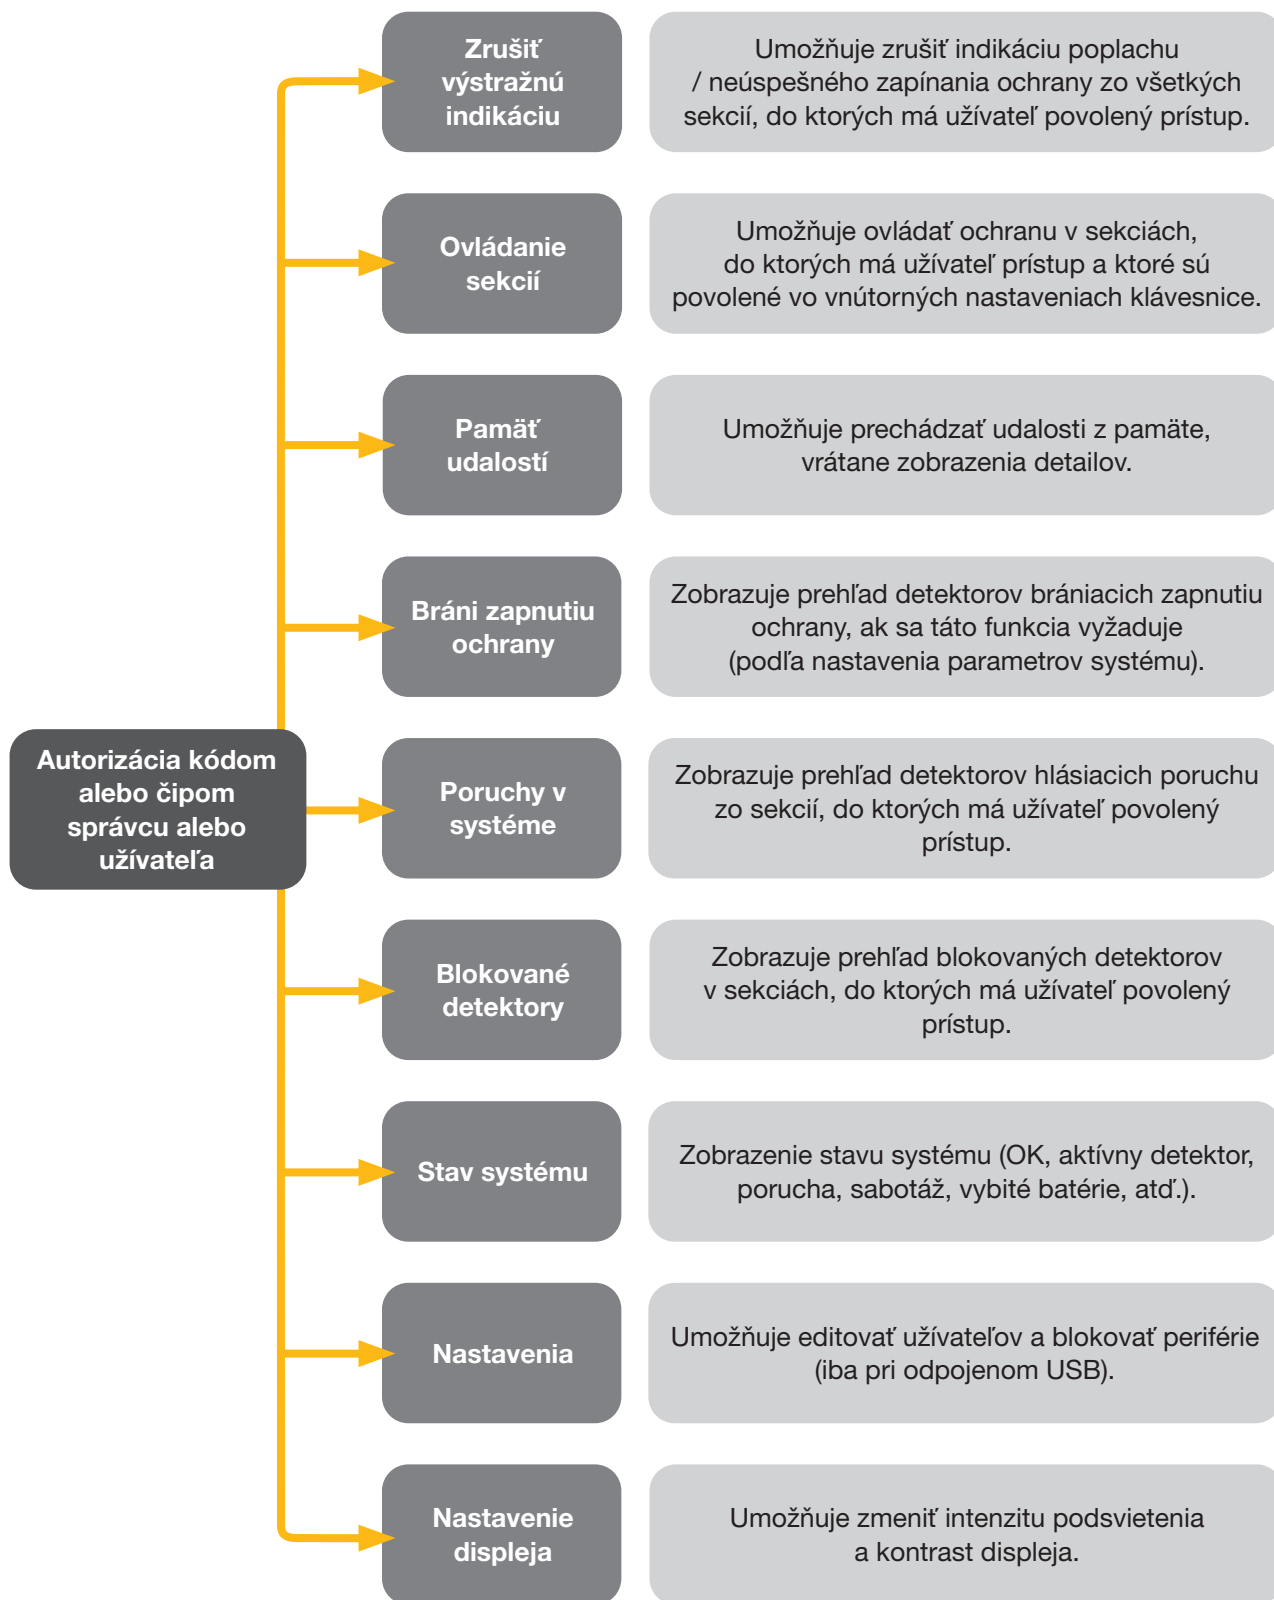 Zrušiť
výstražnú
indikáciu
Umožňuje zrušiť indikáciu poplachu
/ neúspešného zapínania ochrany zo všetkých
sekcií, do ktorých má užívateľ povolený prístup.
Ovládanie
sekcií
Umožňuje ovládať ochranu v sekciách,
do ktorých má užívateľ prístup a ktoré sú
povolené vo vnútorných nastaveniach klávesnice.
Pamäť
udalostí
Umožňuje prechádzať udalosti z pamäte,
vrátane zobrazenia detailov.
Bráni zapnutiu
ochrany
Zobrazuje prehľad detektorov brániacich zapnutiu
ochrany, ak sa táto funkcia vyžaduje
(podľa nastavenia parametrov systému).
Autorizácia kódom
alebo čipom
správcu alebo
užívateľa
Poruchy v
systéme
Zobrazuje prehľad detektorov hlásiacich poruchu
zo sekcií, do ktorých má užívateľ povolený
prístup.
Blokované
detektory
Zobrazuje prehľad blokovaných detektorov
v sekciách, do ktorých má užívateľ povolený
prístup.
Stav systému
Zobrazenie stavu systému (OK, aktívny detektor,
porucha, sabotáž, vybité batérie, atď.).
Nastavenia
Umožňuje editovať užívateľov a blokovať periférie
(iba pri odpojenom USB).
Nastavenie
displeja
Umožňuje zmeniť intenzitu podsvietenia
a kontrast displeja.